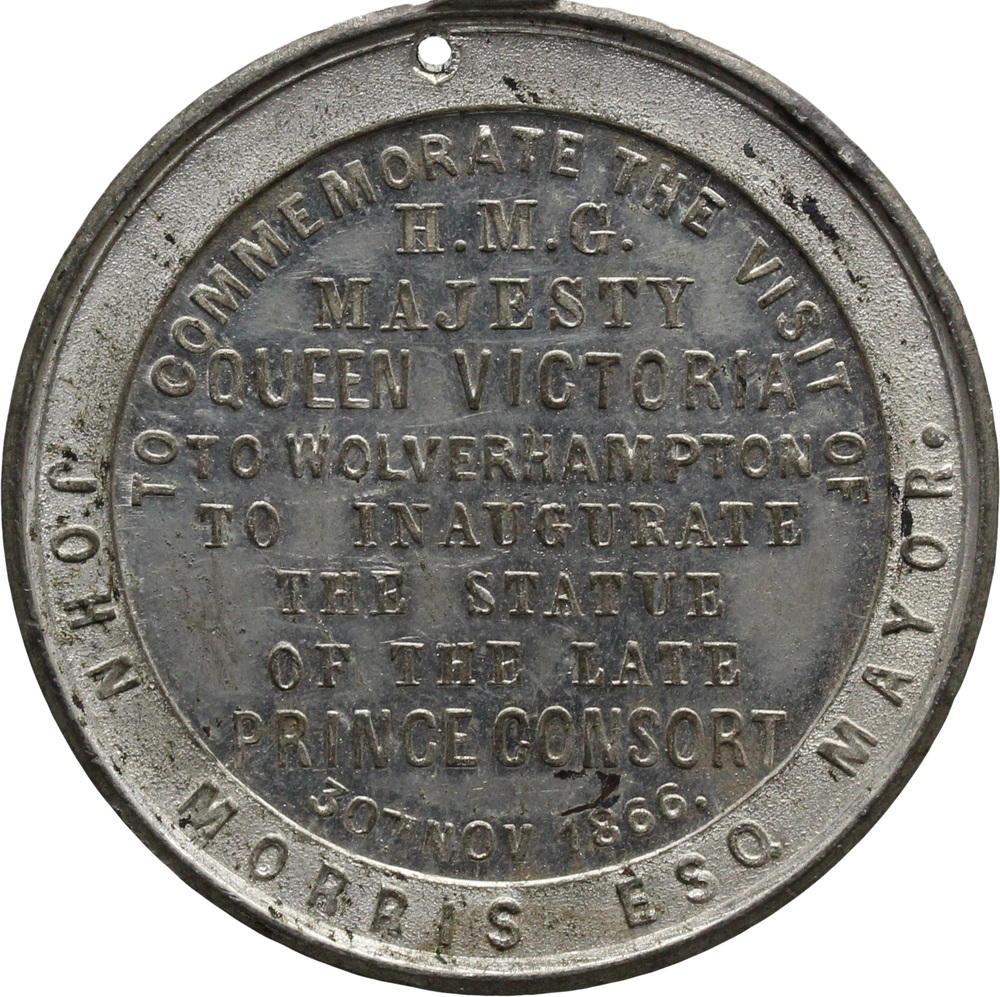 TO COMMEMORATE THE VISIT OF
H.M.G.
MAJESTY
QUEEN VICTORIA
TO WOLVERHAMPTON
TO INAUGURATE
THE STATUE
OF THE LATE
PRINCE CONSORT
30TH NOV 1866.
JOHN MORRIS ESQ MAYOR.